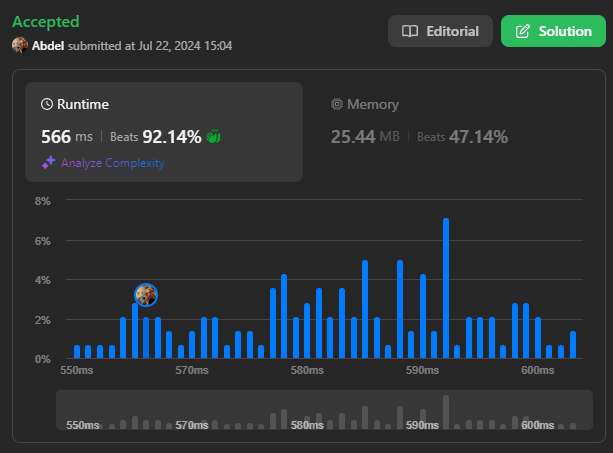 Accepted
Abdel submitted at Jul 22, 2024 15:04
Editorial
Solution
Runtime
566 ms | Beats 92.14%
Analyze Complexity
Memory
25.44 MB | Beats 47.14%
8%
6%
4%
2%
0%
550ms 570ms 580ms 590ms 600ms
550ms 570ms 580ms 590ms 600ms